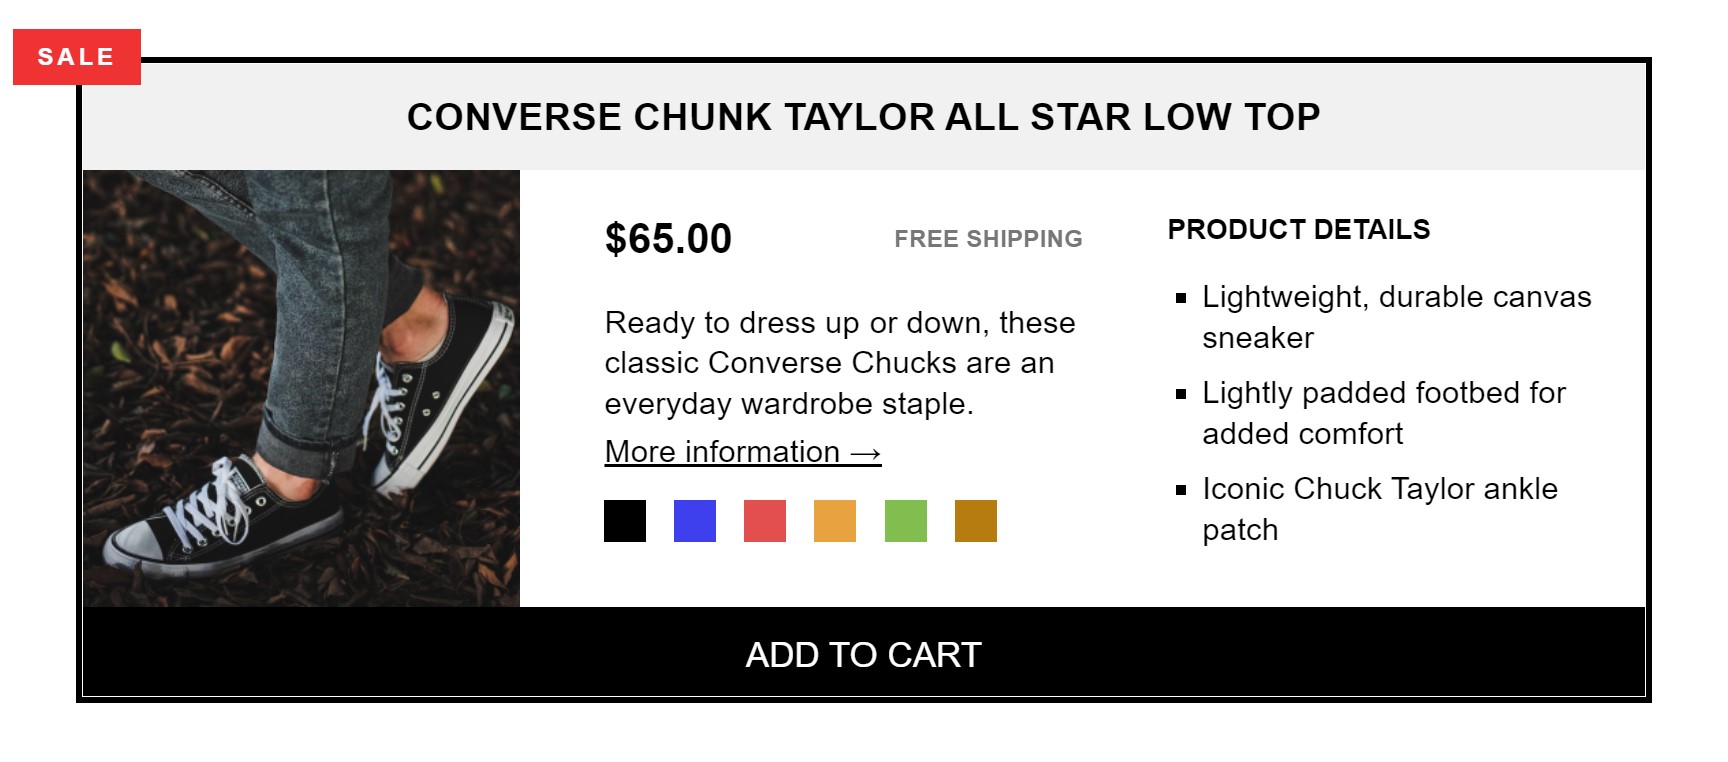 SALE
CONVERSE CHUNK TAYLOR ALL STAR LOW TOP
$65.00
FREE SHIPPING
Ready to dress up or down, these
classic Converse Chucks are an
everyday wardrobe staple.
More information →
PRODUCT DETAILS
Lightweight, durable canvas
sneaker
Lightly padded footbed for
added comfort
Iconic Chuck Taylor ankle
patch
ADD TO CART